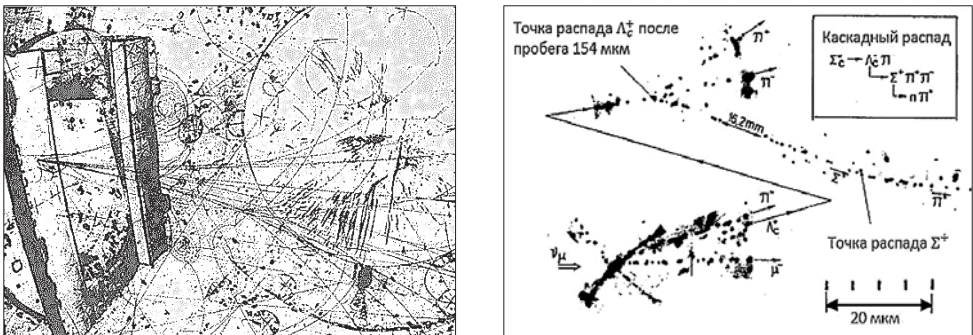 Точка распада Λc⁺ после
пробега 154 мкм
π⁺
π⁻
Каскадный распад
Σc → Λc π
Σ⁺ π⁺ π⁻
n π⁺
16,2mm
Σ⁺
π⁺
Точка распада Σ⁺
π⁺
Λc
νμ
μ⁻
20 мкм